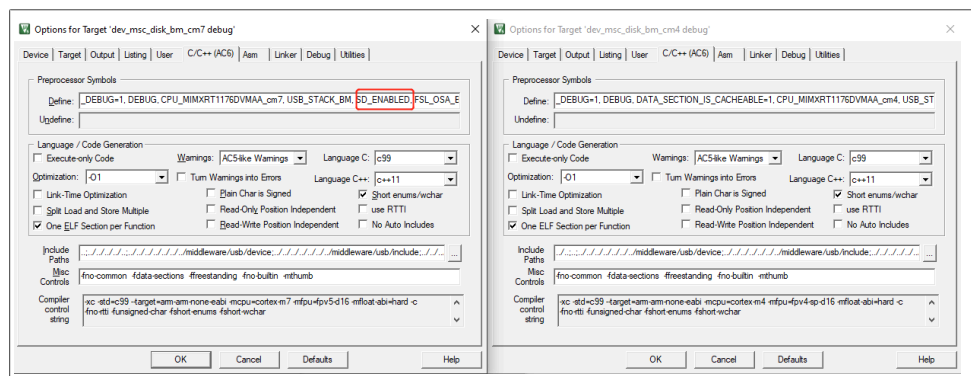 Options for Target 'dev_msc_disk_bm_cm7 debug'
Device | Target | Output | Listing | User | C/C++ (AC6) | Asm | Linker | Debug | Utilities
Preprocessor Symbols
Define: _DEBUG=1, DEBUG, CPU_MIMXRT1176DVMAA_cm7, USB_STACK_BM, SD_ENABLED, FSL_OSA_E
Undefine:
Language / Code Generation
Execute-only Code Warnings: AC5-like Warnings Language C: c99
Optimization: -O1 Turn Warnings into Errors Language C++: c++11
Link-Time Optimization Plain Char is Signed Short enums/wchar
Split Load and Store Multiple Read-Only Position Independent use RTTI
One ELF Section per Function Read-Write Position Independent No Auto Includes
Include Paths
Misc Controls -fno-common -fdata-sections -ffreestanding -fno-builtin -mthumb
Compiler control string -xc -std=c99 --target=arm-arm-none-eabi -mcpu=cortex-m7 -mfpu=fpv5-d16 -mfloat-abi=hard -c
-fno-rtti -funsigned-char -fshort-enums -fshort-wchar
OK Cancel Defaults Help
Options for Target 'dev_msc_disk_bm_cm4 debug'
Device | Target | Output | Listing | User | C/C++ (AC6) | Asm | Linker | Debug | Utilities
Preprocessor Symbols
Define: _DEBUG=1, DEBUG, DATA_SECTION_IS_CACHEABLE=1, CPU_MIMXRT1176DVMAA_cm4, USB_ST
Undefine:
Language / Code Generation
Execute-only Code Warnings: AC5-like Warnings Language C: c99
Optimization: -O1 Turn Warnings into Errors Language C++: c++11
Link-Time Optimization Plain Char is Signed Short enums/wchar
Split Load and Store Multiple Read-Only Position Independent use RTTI
One ELF Section per Function Read-Write Position Independent No Auto Includes
Include Paths
Misc Controls -fno-common -fdata-sections -ffreestanding -fno-builtin -mthumb
Compiler control string -xc -std=c99 --target=arm-arm-none-eabi -mcpu=cortex-m4 -mfpu=fpv4-sp-d16 -mfloat-abi=hard -c
-fno-rtti -funsigned-char -fshort-enums -fshort-wchar
OK Cancel Defaults Help